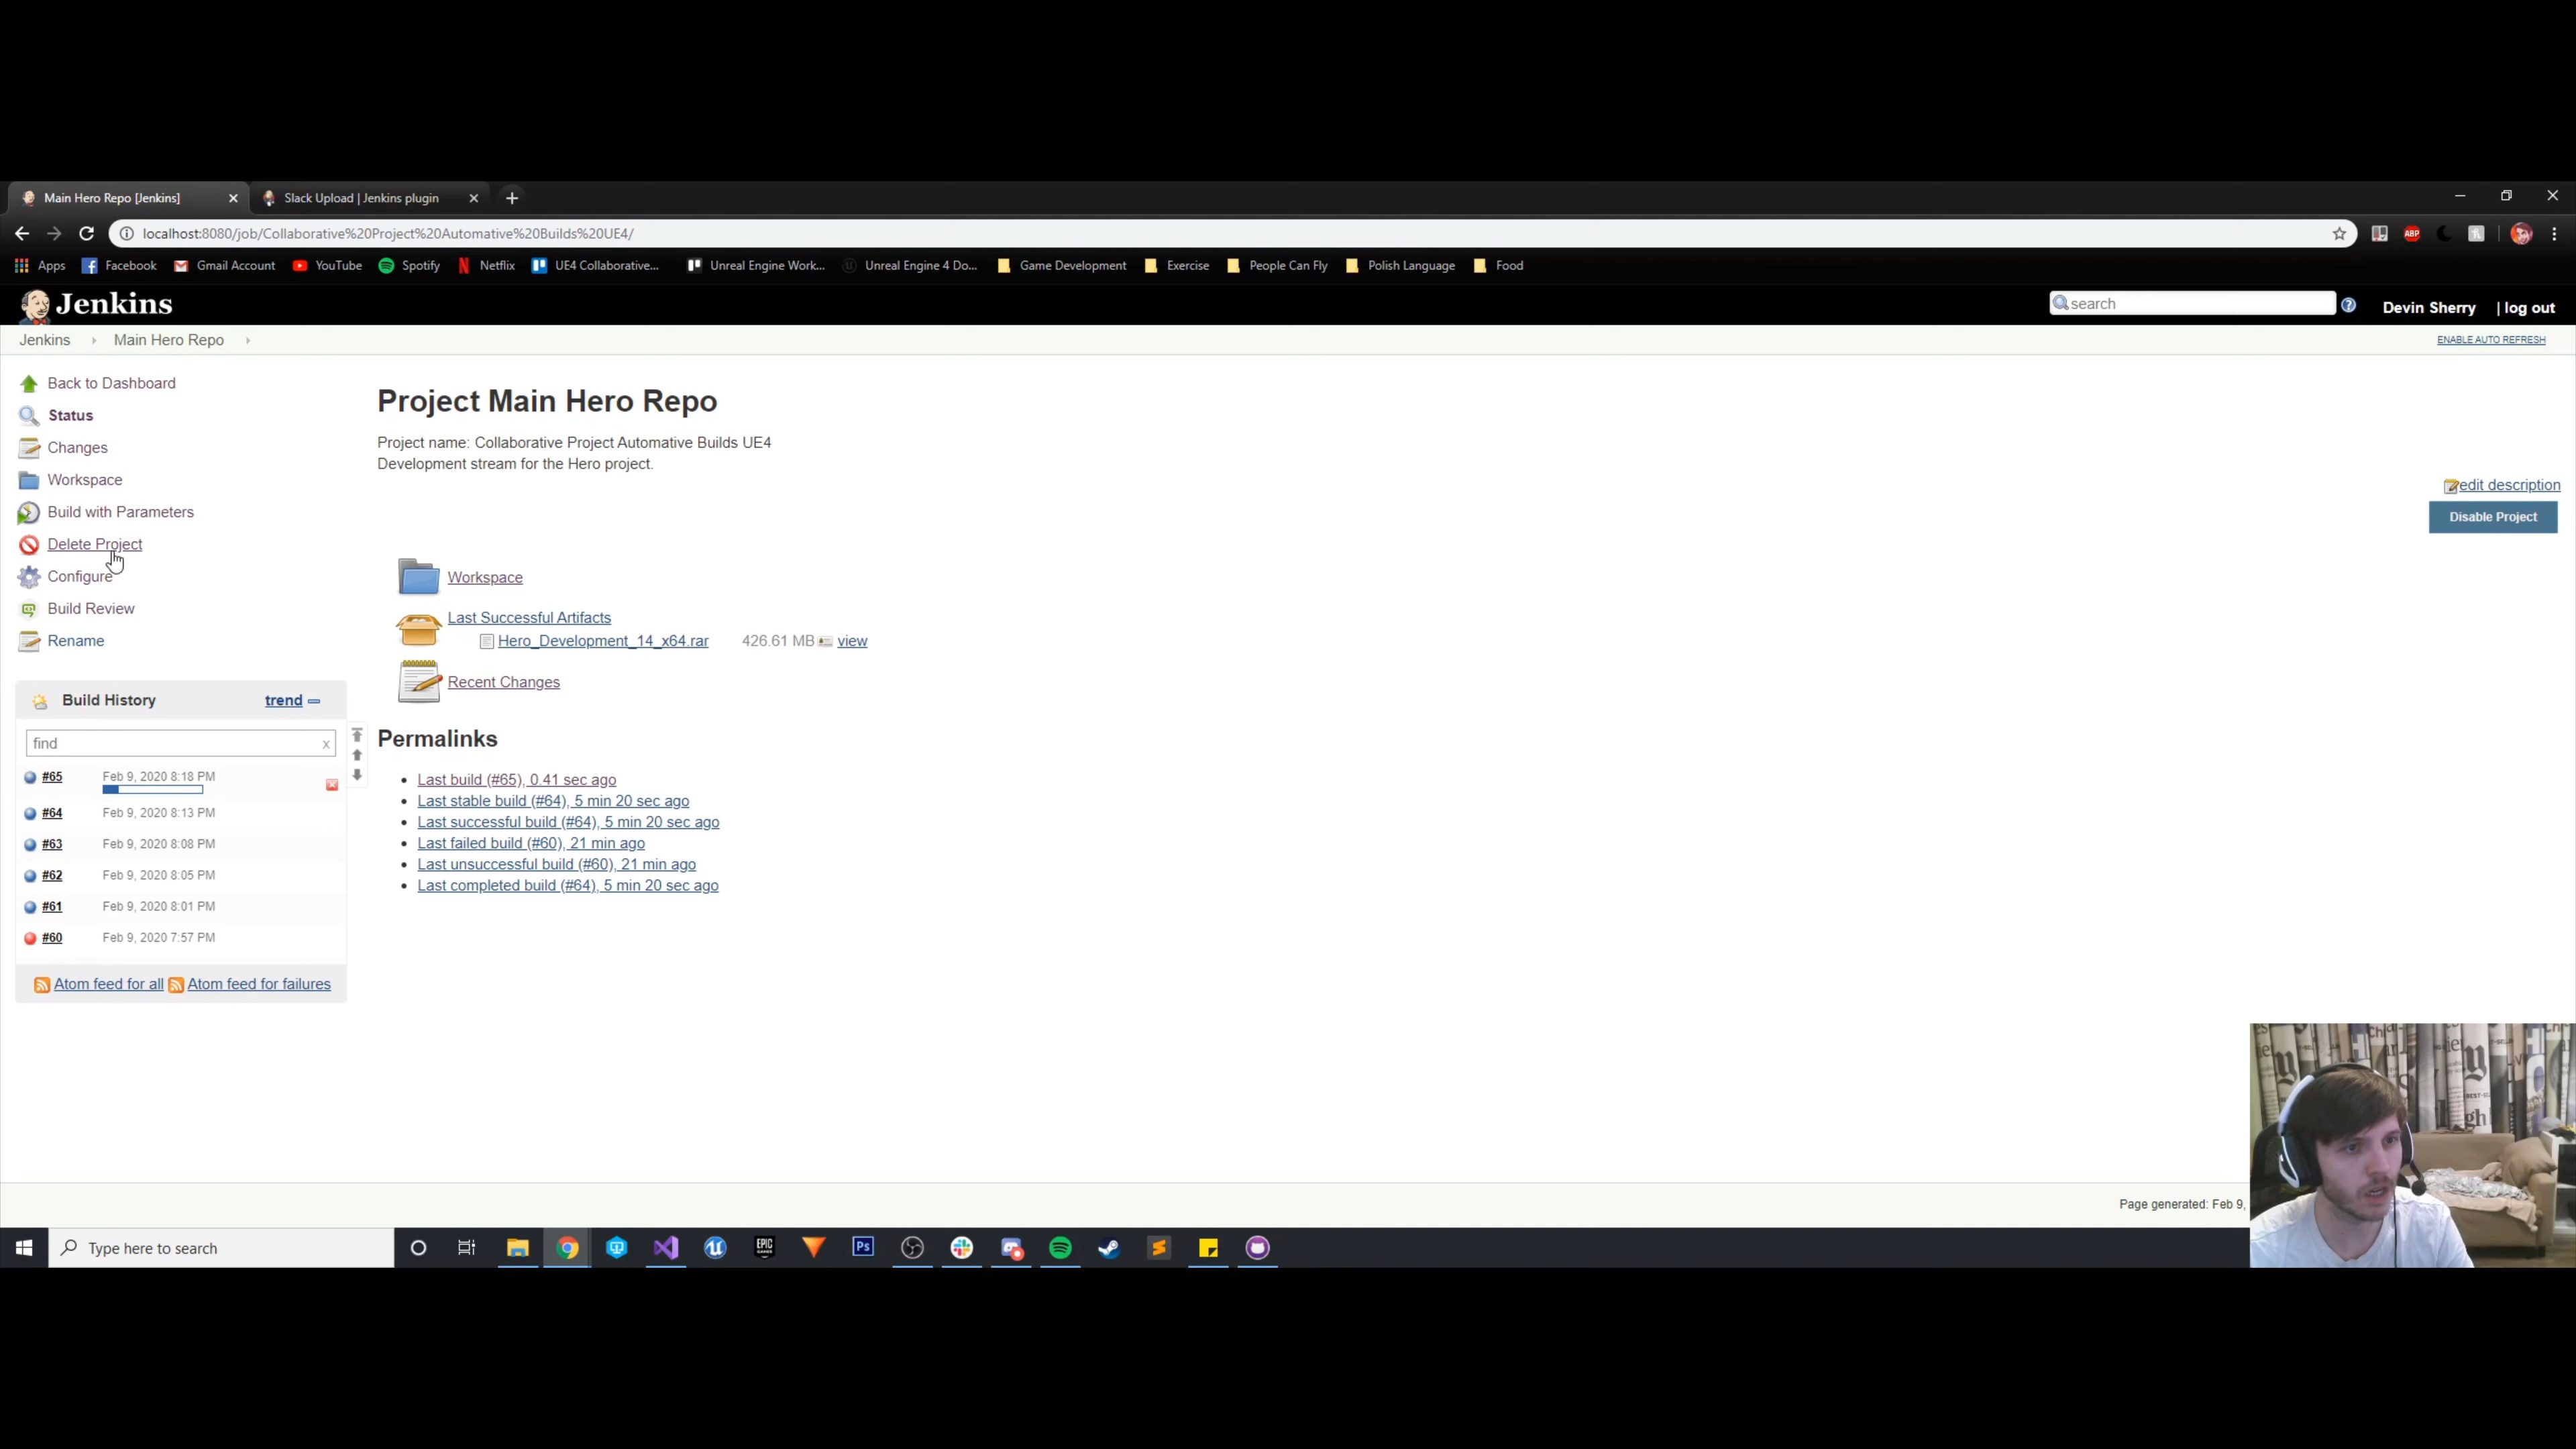 Main Hero Repo [Jenkins]
Slack Upload | Jenkins plugin
localhost:8080/job/Collaborative%20Project%20Automative%20Builds%20UE4/
ABP
Apps Facebook Gmail Account YouTube Spotify Netflix UE4 Collaborative... Unreal Engine Work... Unreal Engine 4 Do... Game Development Exercise People Can Fly Polish Language Food
Jenkins
search
Devin Sherry | log out
Jenkins Main Hero Repo
ENABLE AUTO REFRESH
Back to Dashboard
Status
Changes
Workspace
Build with Parameters
Delete Project
Configure
Build Review
Rename
Project Main Hero Repo
Project name: Collaborative Project Automative Builds UE4
Development stream for the Hero project.
edit description
Disable Project
Workspace
Last Successful Artifacts
Hero_Development_14_x64.rar 426.61 MB view
Recent Changes
Build History trend
find x
#65 Feb 9, 2020 8:18 PM
#64 Feb 9, 2020 8:13 PM
#63 Feb 9, 2020 8:08 PM
#62 Feb 9, 2020 8:05 PM
#61 Feb 9, 2020 8:01 PM
#60 Feb 9, 2020 7:57 PM
Atom feed for all Atom feed for failures
Permalinks
Last build (#65), 0.41 sec ago
Last stable build (#64), 5 min 20 sec ago
Last successful build (#64), 5 min 20 sec ago
Last failed build (#60), 21 min ago
Last unsuccessful build (#60), 21 min ago
Last completed build (#64), 5 min 20 sec ago
Page generated: Feb 9,
Type here to search
EPIC GAMES
Ps